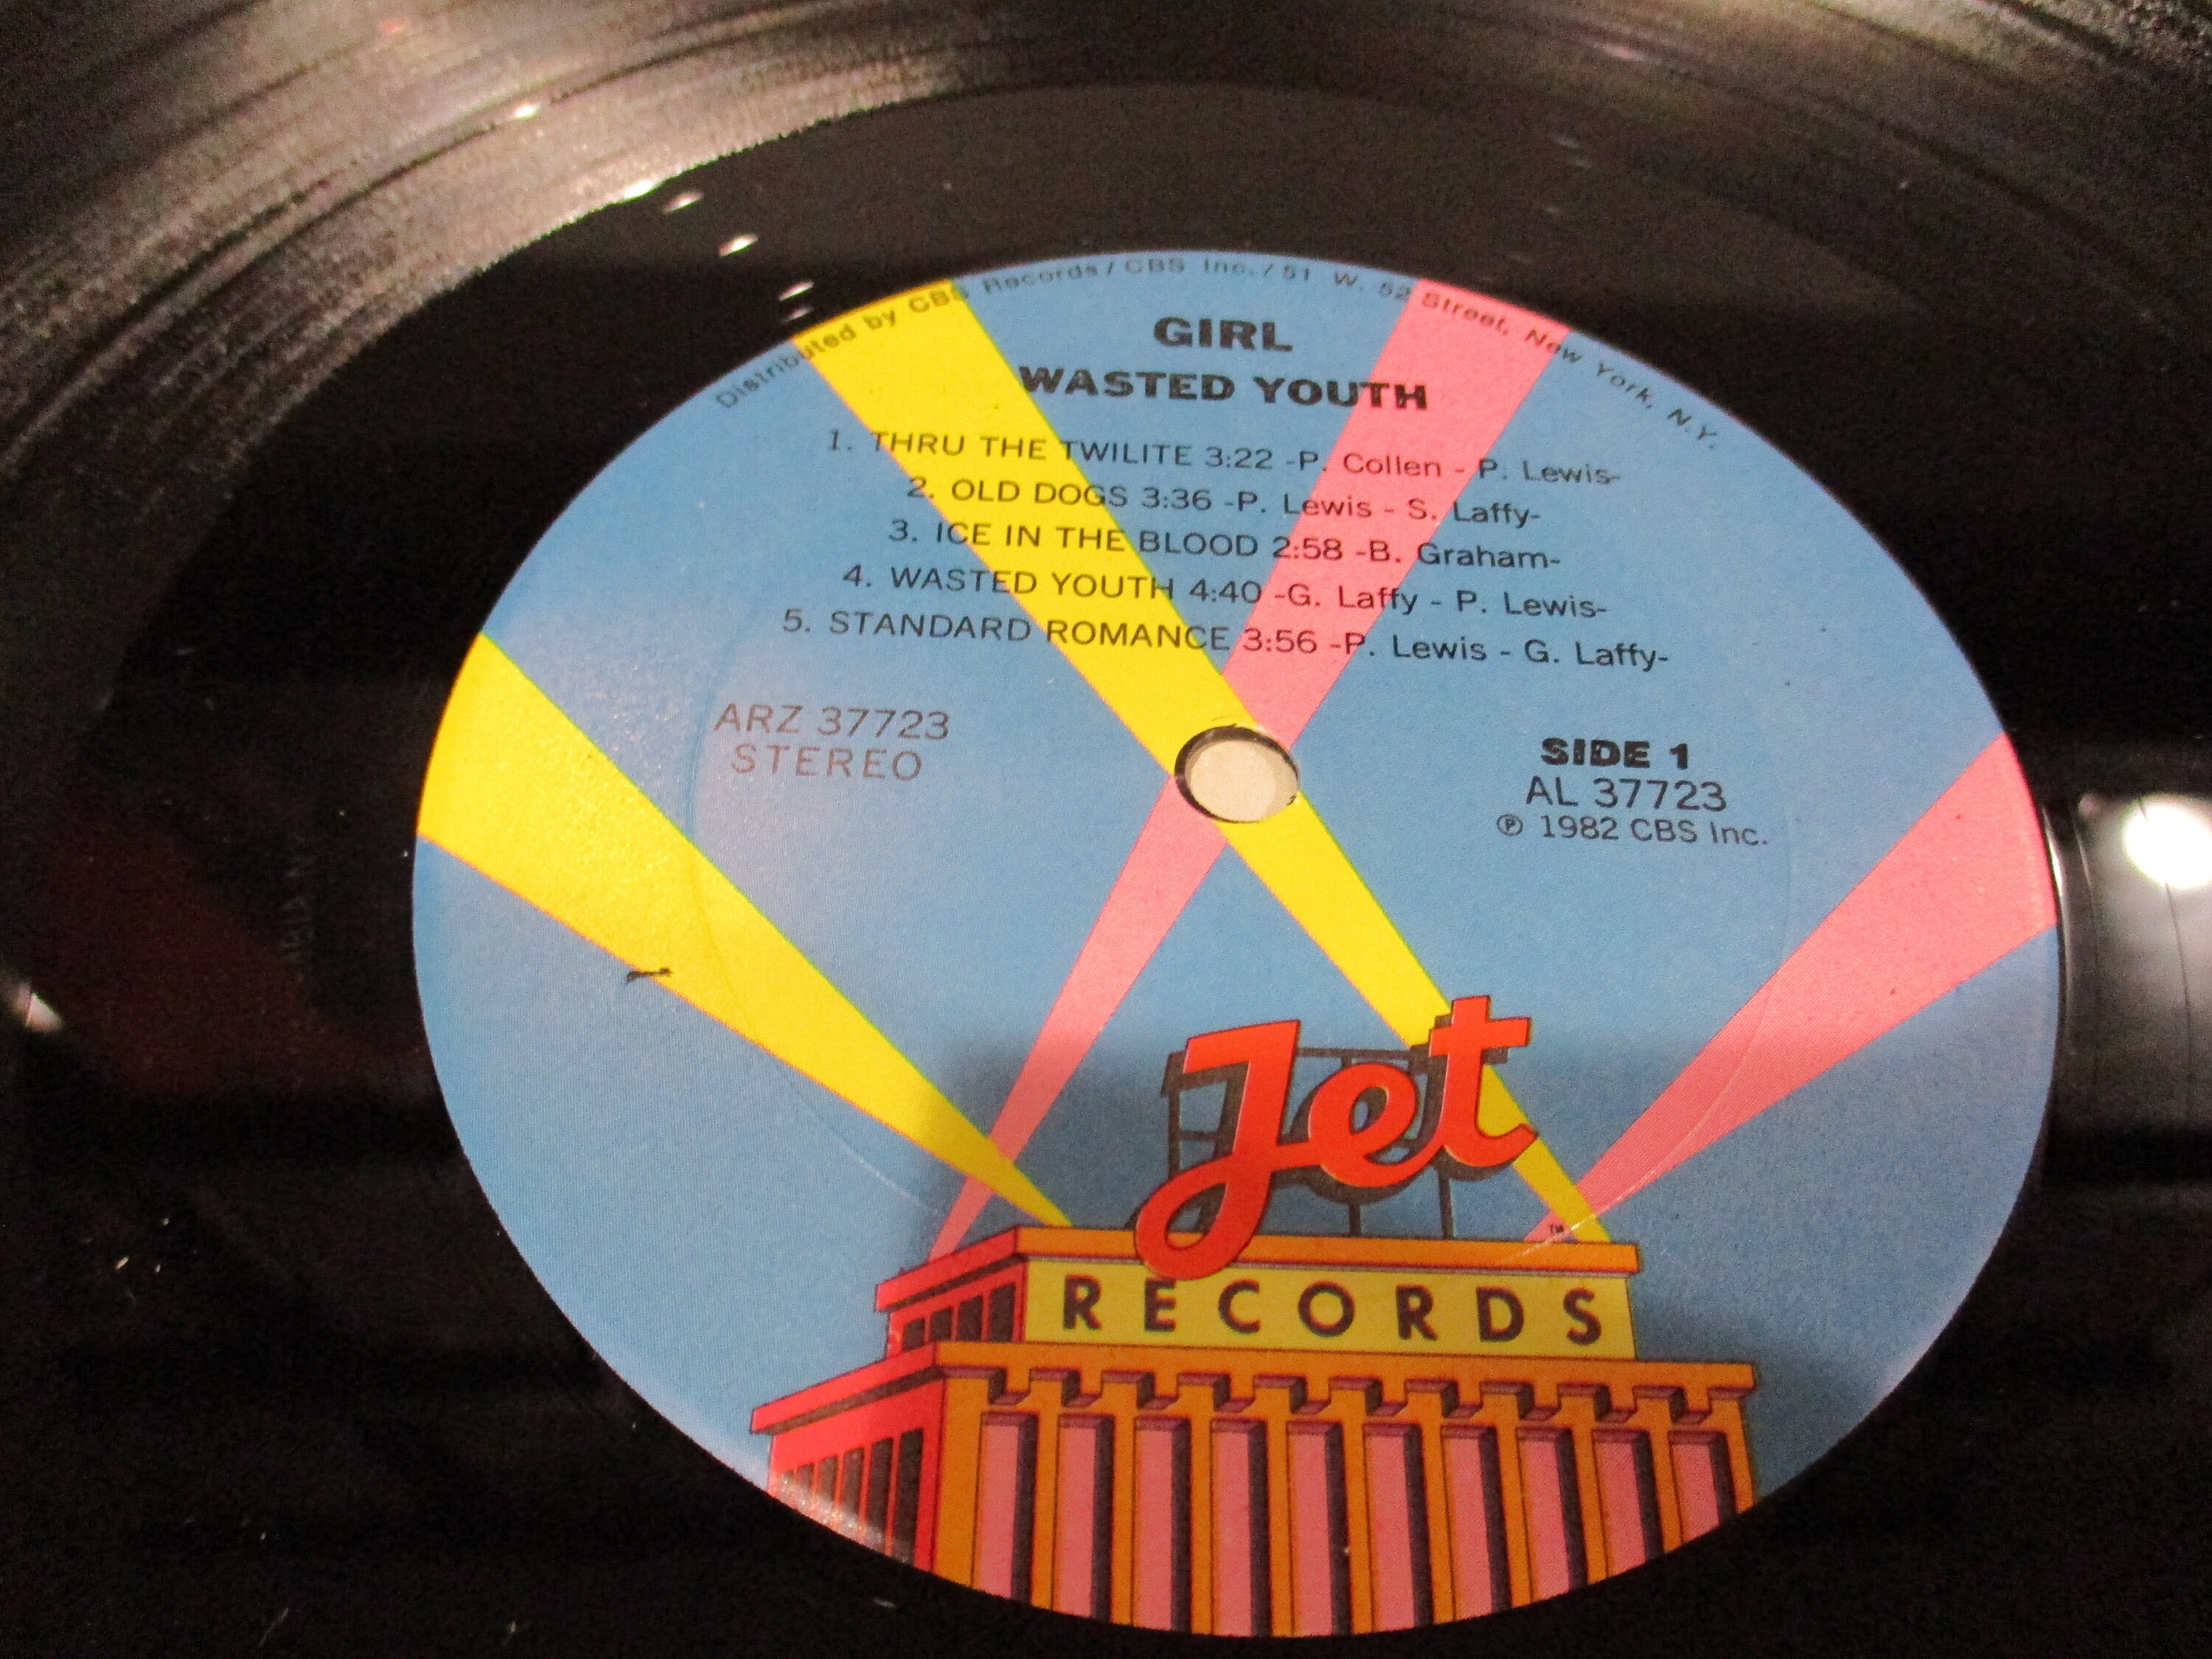 Distributed by CBS Records / CBS Inc. / 51 W. 52 Street, New York, N.Y.
GIRL
WASTED YOUTH
1. THRU THE TWILITE 3:22 -P. Collen - P. Lewis-
2. OLD DOGS 3:36 -P. Lewis - S. Laffy-
3. ICE IN THE BLOOD 2:58 -B. Graham-
4. WASTED YOUTH 4:40 -G. Laffy - P. Lewis-
5. STANDARD ROMANCE 3:56 -P. Lewis - G. Laffy-
ARZ 37723
STEREO
SIDE 1
AL 37723
℗ 1982 CBS Inc.
Jet
TM
RECORDS